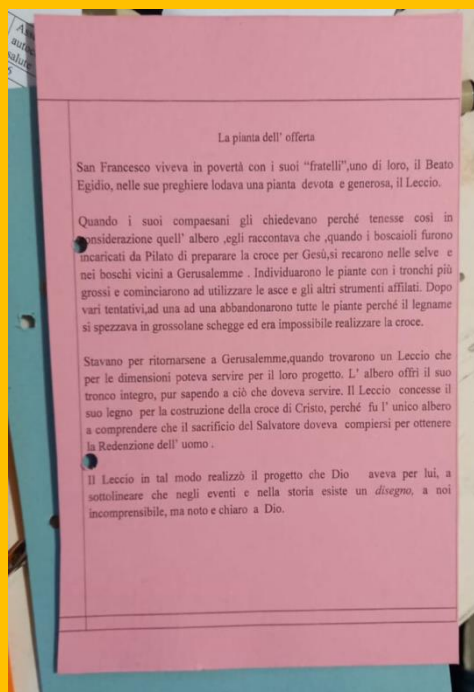 La pianta dell' offerta
San Francesco viveva in povertà con i suoi "fratelli",uno di loro, il Beato
Egidio, nelle sue preghiere lodava una pianta devota e generosa, il Leccio.
Quando i suoi compaesani gli chiedevano perché tenesse così in
considerazione quell' albero ,egli raccontava che ,quando i boscaioli furono
incaricati da Pilato di preparare la croce per Gesù,si recarono nelle selve e
nei boschi vicini a Gerusalemme . Individuarono le piante con i tronchi più
grossi e cominciarono ad utilizzare le asce e gli altri strumenti affilati. Dopo
vari tentativi,ad una ad una abbandonarono tutte le piante perché il legname
si spezzava in grossolane schegge ed era impossibile realizzare la croce.
Stavano per ritornarsene a Gerusalemme,quando trovarono un Leccio che
per le dimensioni poteva servire per il loro progetto. L' albero offrì il suo
tronco integro, pur sapendo a ciò che doveva servire. Il Leccio concesse il
suo legno per la costruzione della croce di Cristo, perché fu l' unico albero
a comprendere che il sacrificio del Salvatore doveva compiersi per ottenere
la Redenzione dell' uomo .
Il Leccio in tal modo realizzò il progetto che Dio aveva per lui, a
sottolineare che negli eventi e nella storia esiste un disegno, a noi
incomprensibile, ma noto e chiaro a Dio.